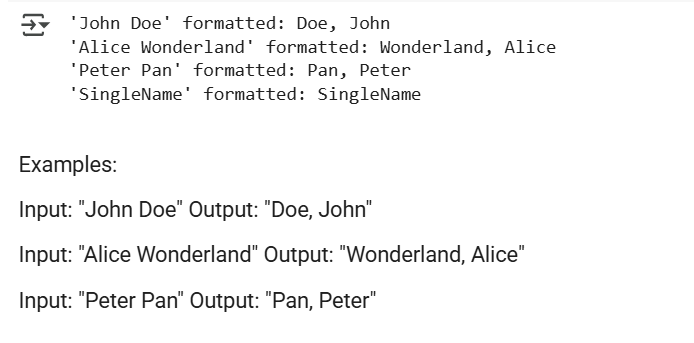 'John Doe' formatted: Doe, John
'Alice Wonderland' formatted: Wonderland, Alice
'Peter Pan' formatted: Pan, Peter
'SingleName' formatted: SingleName
Examples:
Input: "John Doe" Output: "Doe, John"
Input: "Alice Wonderland" Output: "Wonderland, Alice"
Input: "Peter Pan" Output: "Pan, Peter"